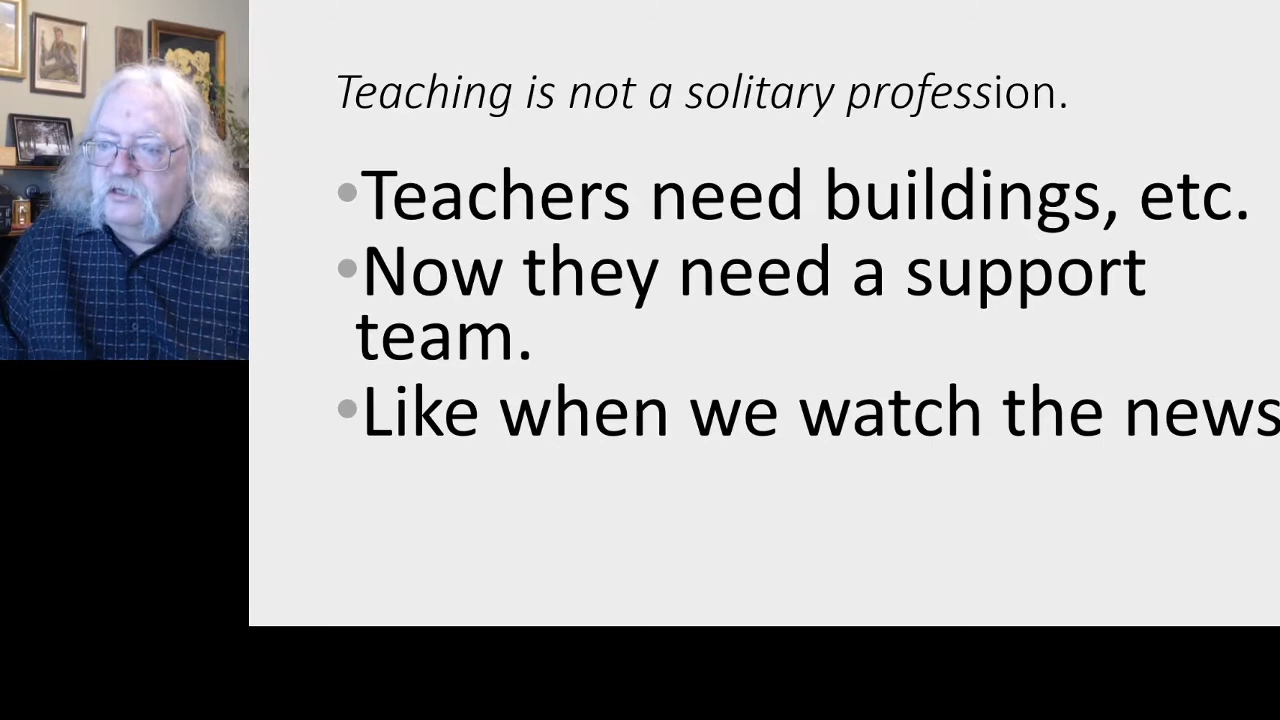 Teaching is not a solitary profession.
•Teachers need buildings, etc.
•Now they need a support
team.
•Like when we watch the news